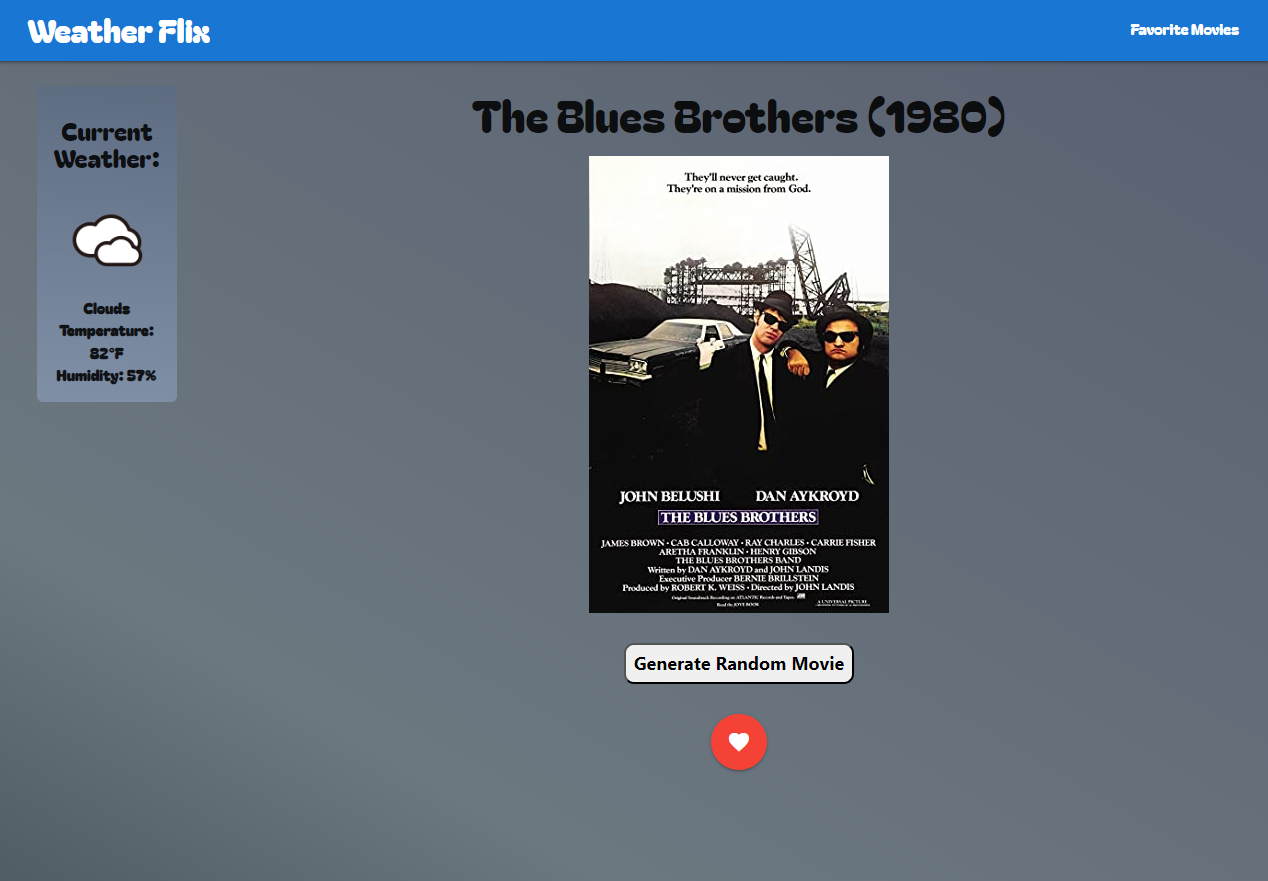 Weather Flix
Favorite Movies
Current
Weather:
Clouds
Temperature:
82°F
Humidity: 57%
The Blues Brothers (1980)
They'll never get caught.
They're on a mission from God.
JOHN BELUSHI DAN AYKROYD
THE BLUES BROTHERS
JAMES BROWN • CAB CALLOWAY • RAY CHARLES • CARRIE FISHER
ARETHA FRANKLIN • HENRY GIBSON
THE BLUES BROTHERS BAND
Written by DAN AYKROYD and JOHN LANDIS
Executive Producer BERNIE BRILLSTEIN
Produced by ROBERT K. WEISS • Directed by JOHN LANDIS
Original Soundtrack Recording on ATLANTIC Records and Tapes.
Read the JOVE BOOK
A UNIVERSAL PICTURE
Generate Random Movie